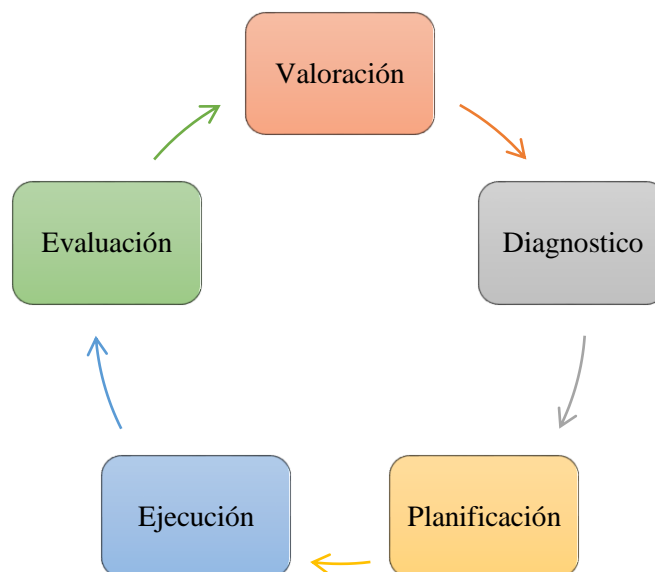 Valoración
Diagnostico
Planificación
Ejecución
Evaluación